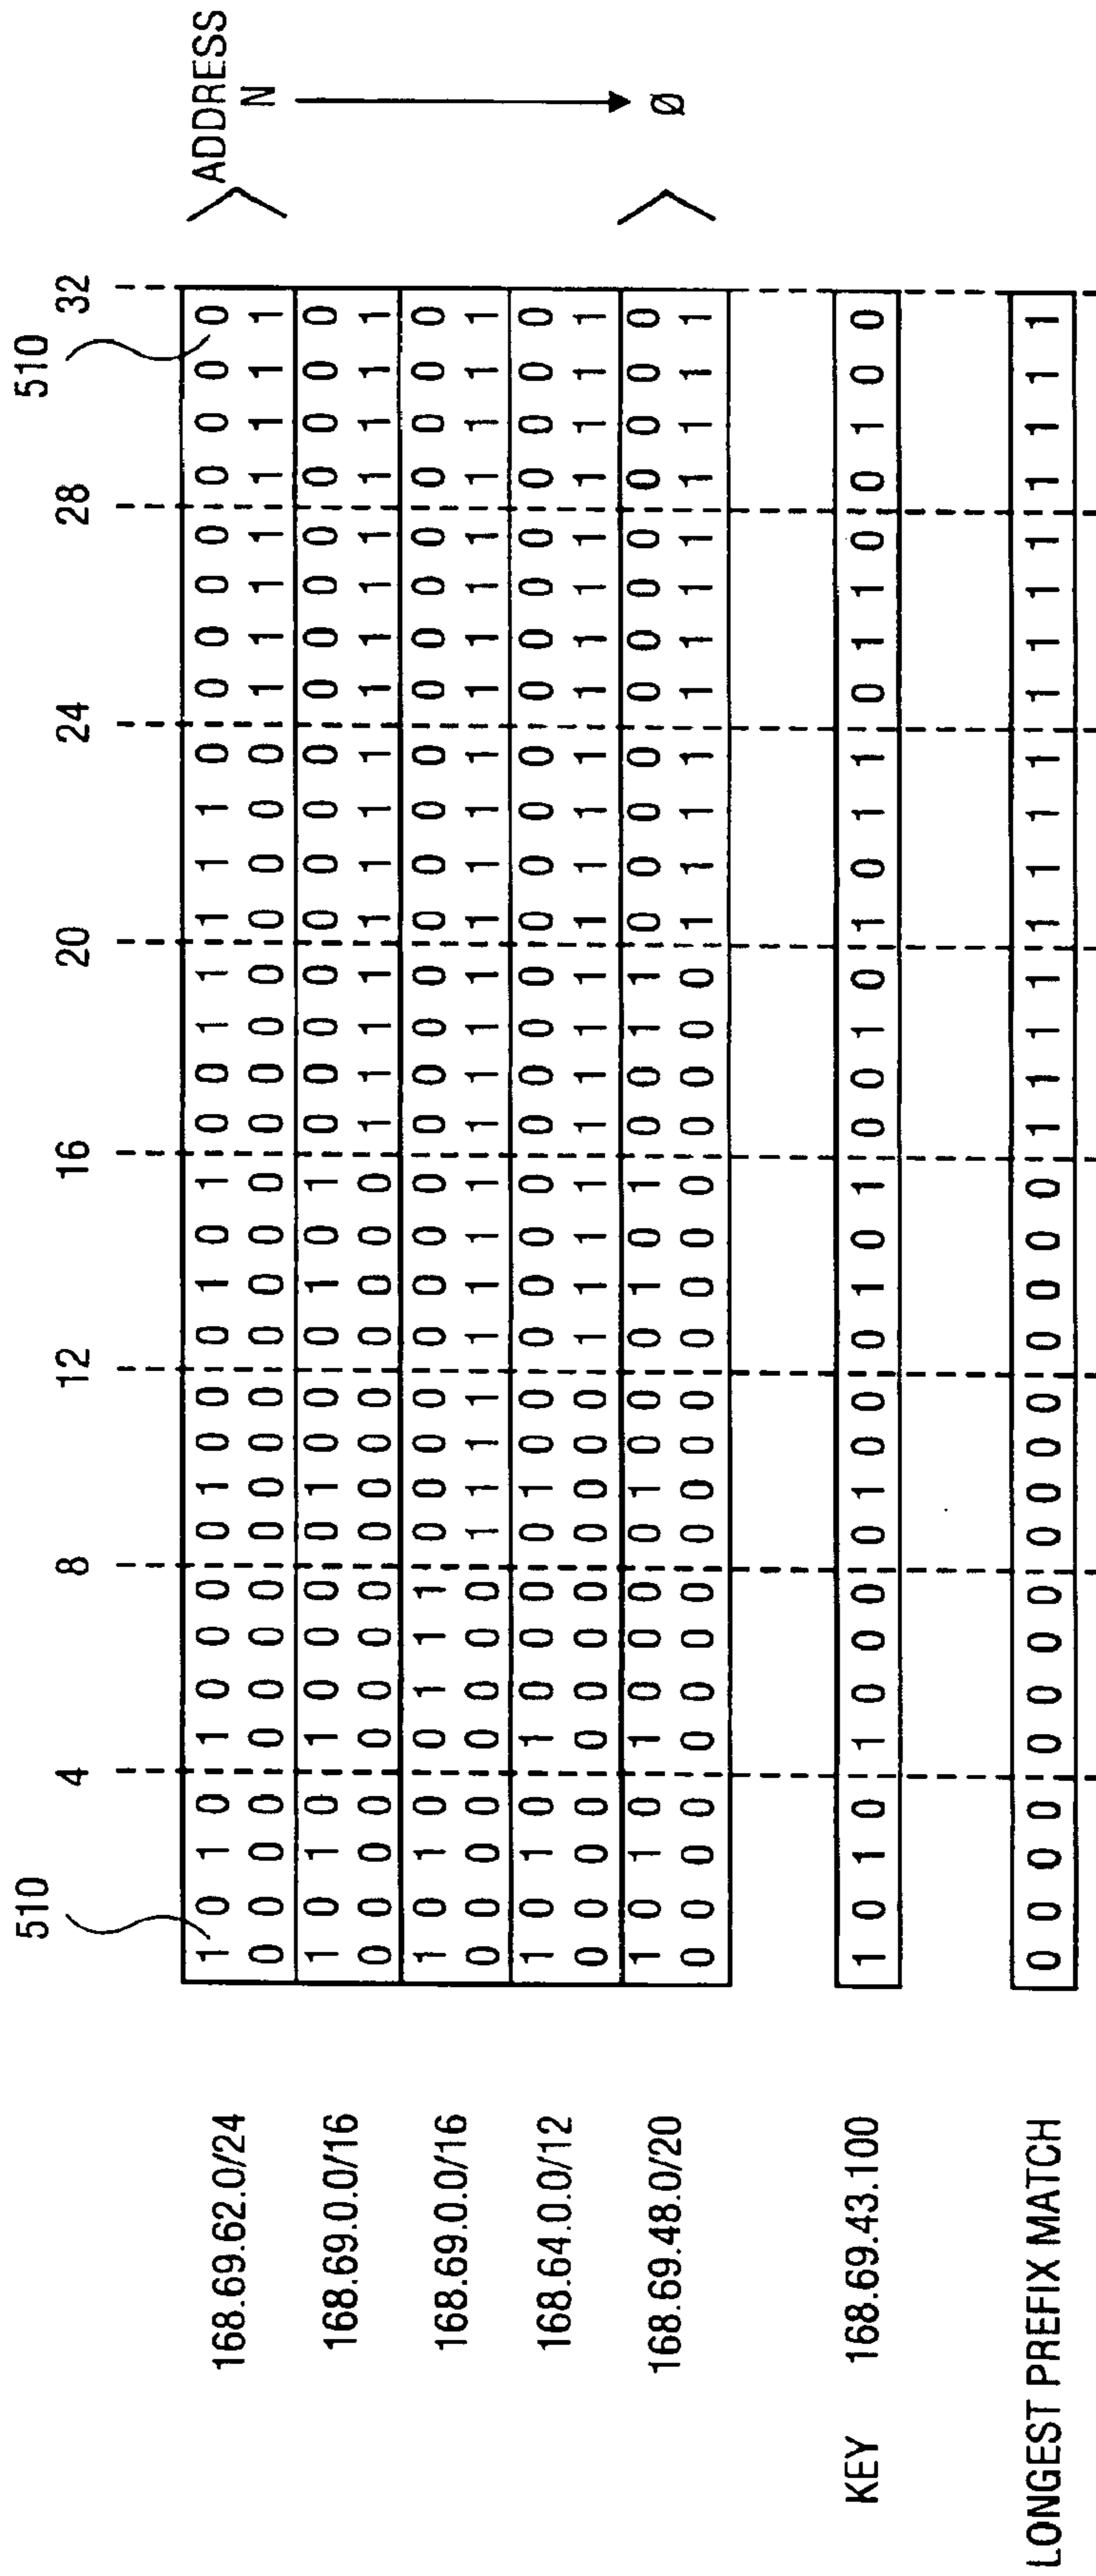 510 510
4 8 12 16 20 24 28 32
ADDRESS
N
168.69.62.0/24 1 0 1 0 1 0 0 0 0 1 0 0 0 1 0 1 0 0 1 1 1 1 1 0 0 0 0 0 0 0 0 0
0 0 0 0 0 0 0 0 0 0 0 0 0 0 0 0 0 0 0 0 0 0 0 0 1 1 1 1 1 1 1 1
168.69.0.0/16 1 0 1 0 1 0 0 0 0 1 0 0 0 1 0 1 0 0 0 0 0 0 0 0 0 0 0 0 0 0 0 0
0 0 0 0 0 0 0 0 0 0 0 0 0 0 0 0 1 1 1 1 1 1 1 1 1 1 1 1 1 1 1 1
168.69.0.0/16 1 0 1 0 0 1 1 1 0 0 0 0 0 0 0 0 0 0 0 0 0 0 0 0 0 0 0 0 0 0 0 0
0 0 0 0 0 0 0 0 1 1 1 1 1 1 1 1 1 1 1 1 1 1 1 1 1 1 1 1 1 1 1 1
168.64.0.0/12 1 0 1 0 1 0 0 0 0 1 0 0 0 0 0 0 0 0 0 0 0 0 0 0 0 0 0 0 0 0 0 0
0 0 0 0 0 0 0 0 0 0 0 0 1 1 1 1 1 1 1 1 1 1 1 1 1 1 1 1 1 1 1 1
168.69.48.0/20 1 0 1 0 1 0 0 0 0 1 0 0 0 1 0 1 0 0 1 1 0 0 0 0 0 0 0 0 0 0 0 0
0 0 0 0 0 0 0 0 0 0 0 0 0 0 0 0 0 0 0 0 1 1 1 1 1 1 1 1 1 1 1 1
Ø
KEY 168.69.43.100 1 0 1 0 1 0 0 0 0 1 0 0 0 1 0 1 0 0 1 0 1 0 1 1 0 1 1 0 0 1 0 0
LONGEST PREFIX MATCH 0 0 0 0 0 0 0 0 0 0 0 0 0 0 0 0 1 1 1 1 1 1 1 1 1 1 1 1 1 1 1 1